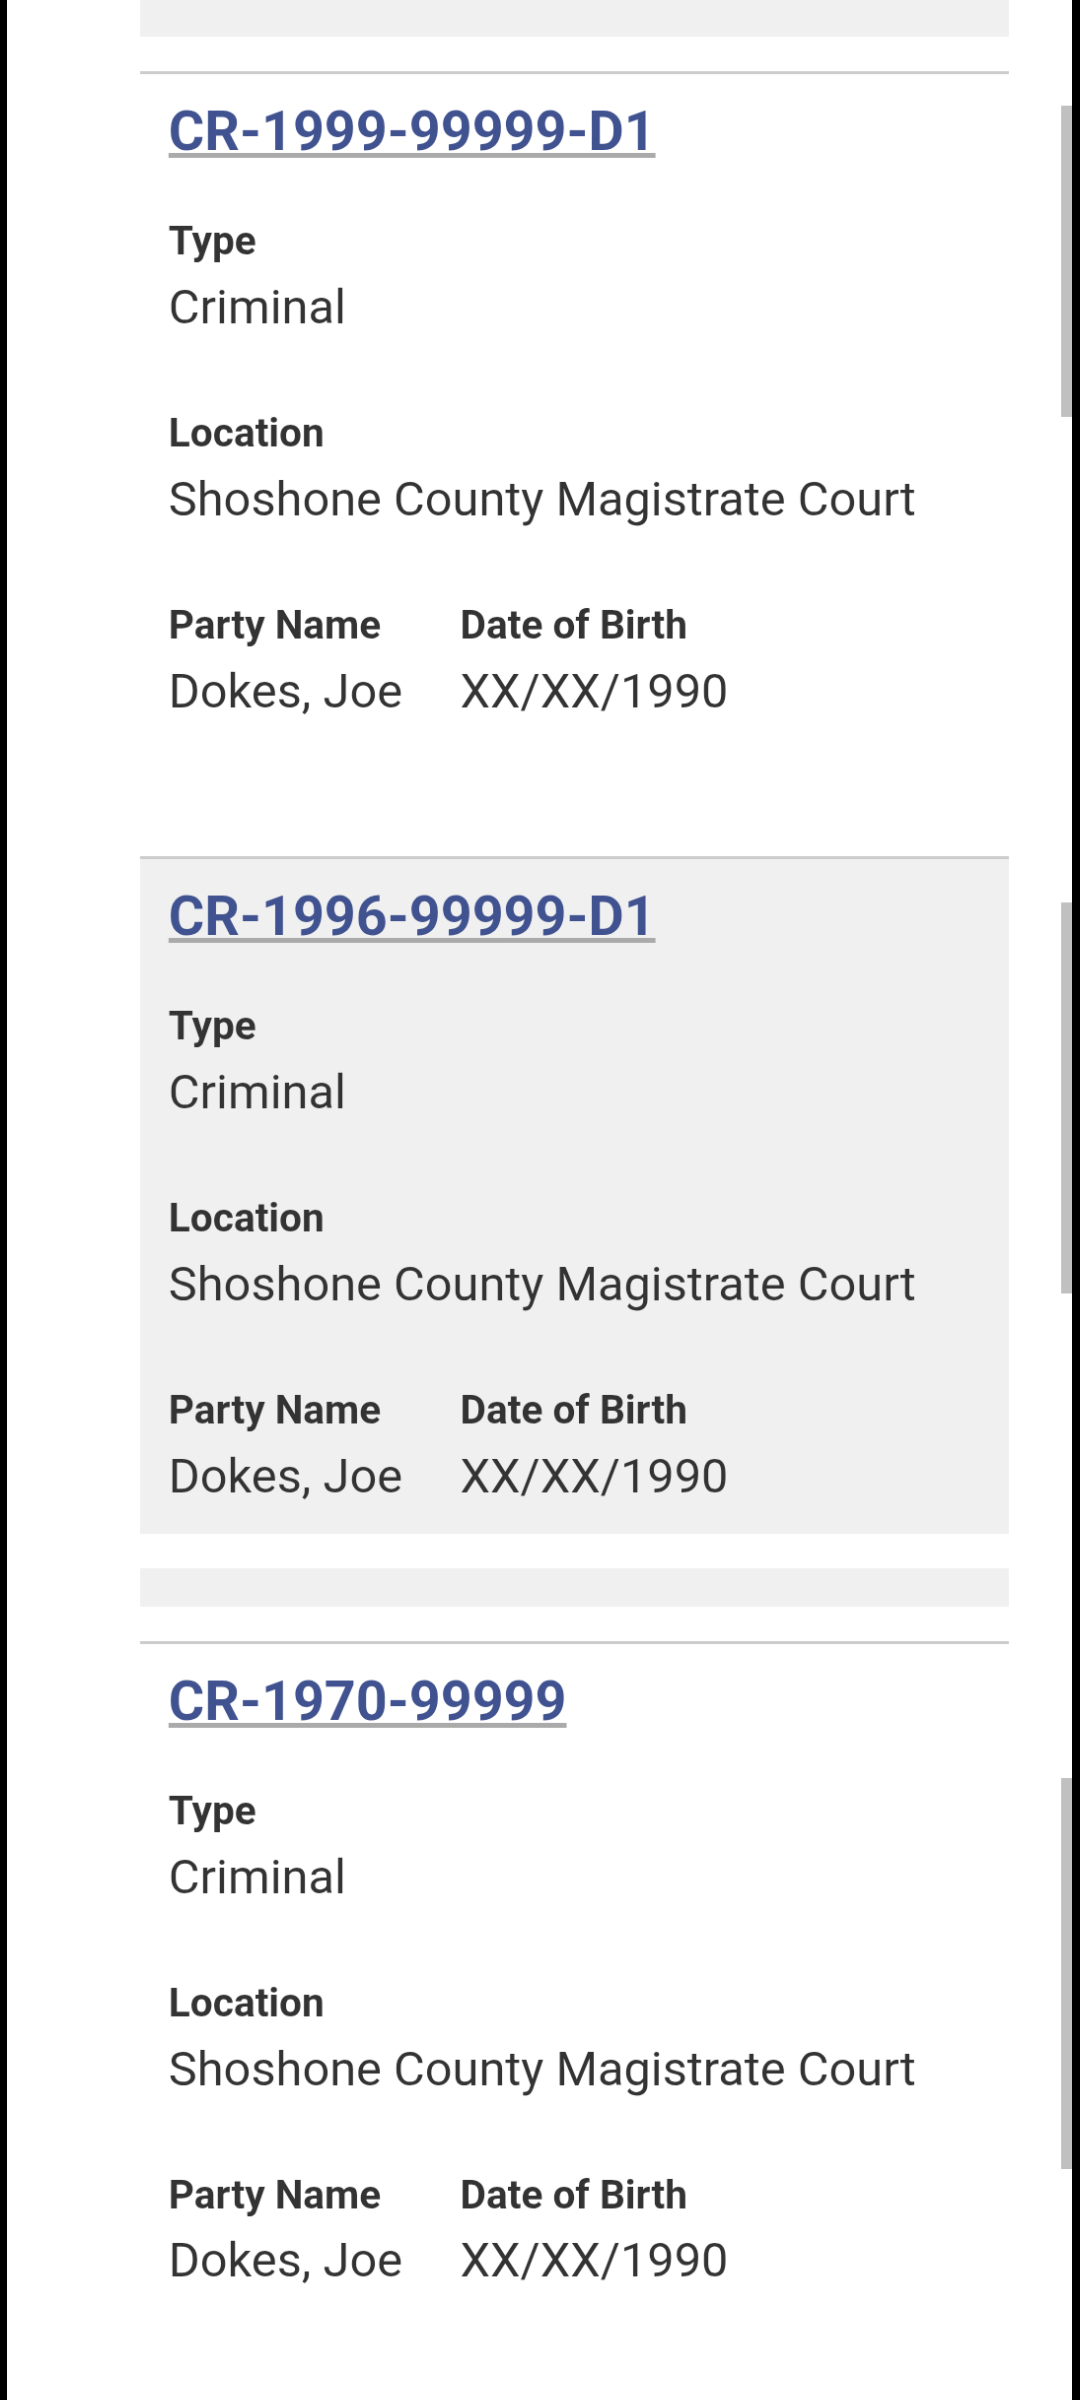 CR-1999-99999-D1
Type
Criminal
Location
Shoshone County Magistrate Court
Party Name Date of Birth
Dokes, Joe XX/XX/1990
CR-1996-99999-D1
Type
Criminal
Location
Shoshone County Magistrate Court
Party Name Date of Birth
Dokes, Joe XX/XX/1990
CR-1970-99999
Type
Criminal
Location
Shoshone County Magistrate Court
Party Name Date of Birth
Dokes, Joe XX/XX/1990